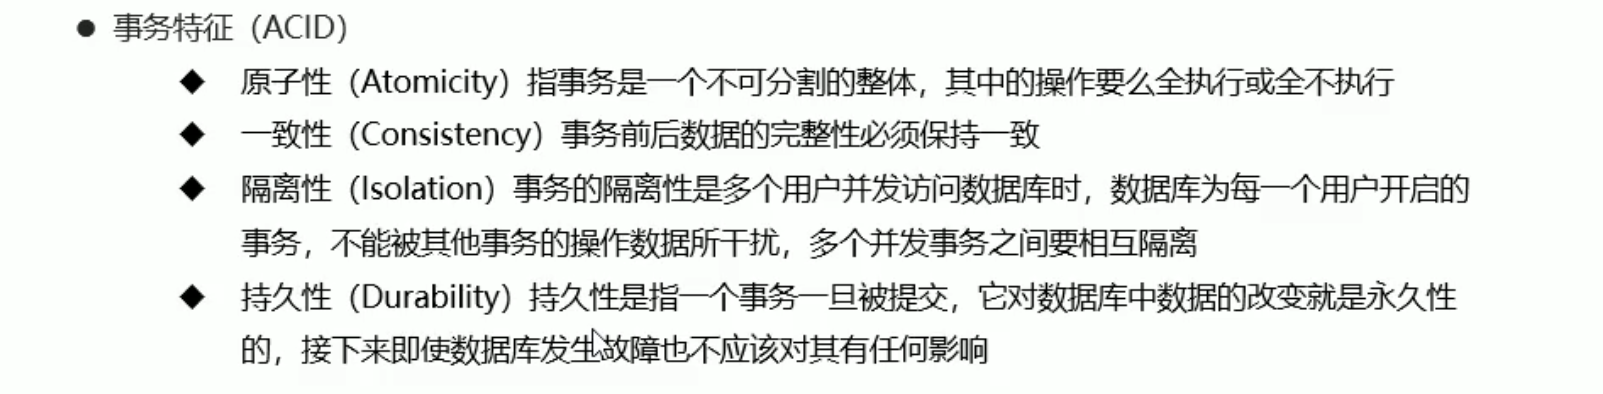 ● 事务特征（ACID）
◆ 原子性（Atomicity）指事务是一个不可分割的整体，其中的操作要么全执行或全不执行
◆ 一致性（Consistency）事务前后数据的完整性必须保持一致
◆ 隔离性（Isolation）事务的隔离性是多个用户并发访问数据库时，数据库为每一个用户开启的
事务，不能被其他事务的操作数据所干扰，多个并发事务之间要相互隔离
◆ 持久性（Durability）持久性是指一个事务一旦被提交，它对数据库中数据的改变就是永久性
的，接下来即使数据库发生故障也不应该对其有任何影响